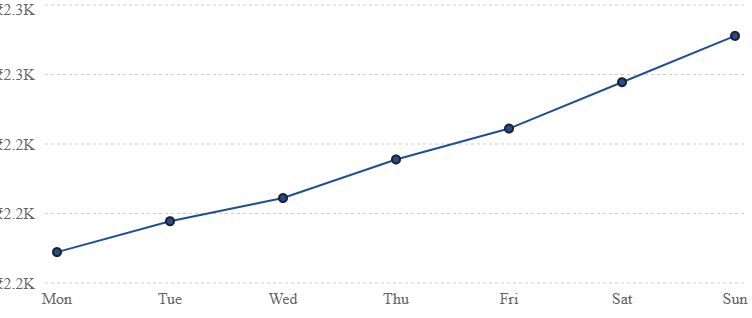 ₹2.3K
₹2.3K
₹2.2K
₹2.2K
₹2.2K
Mon Tue Wed Thu Fri Sat Sun